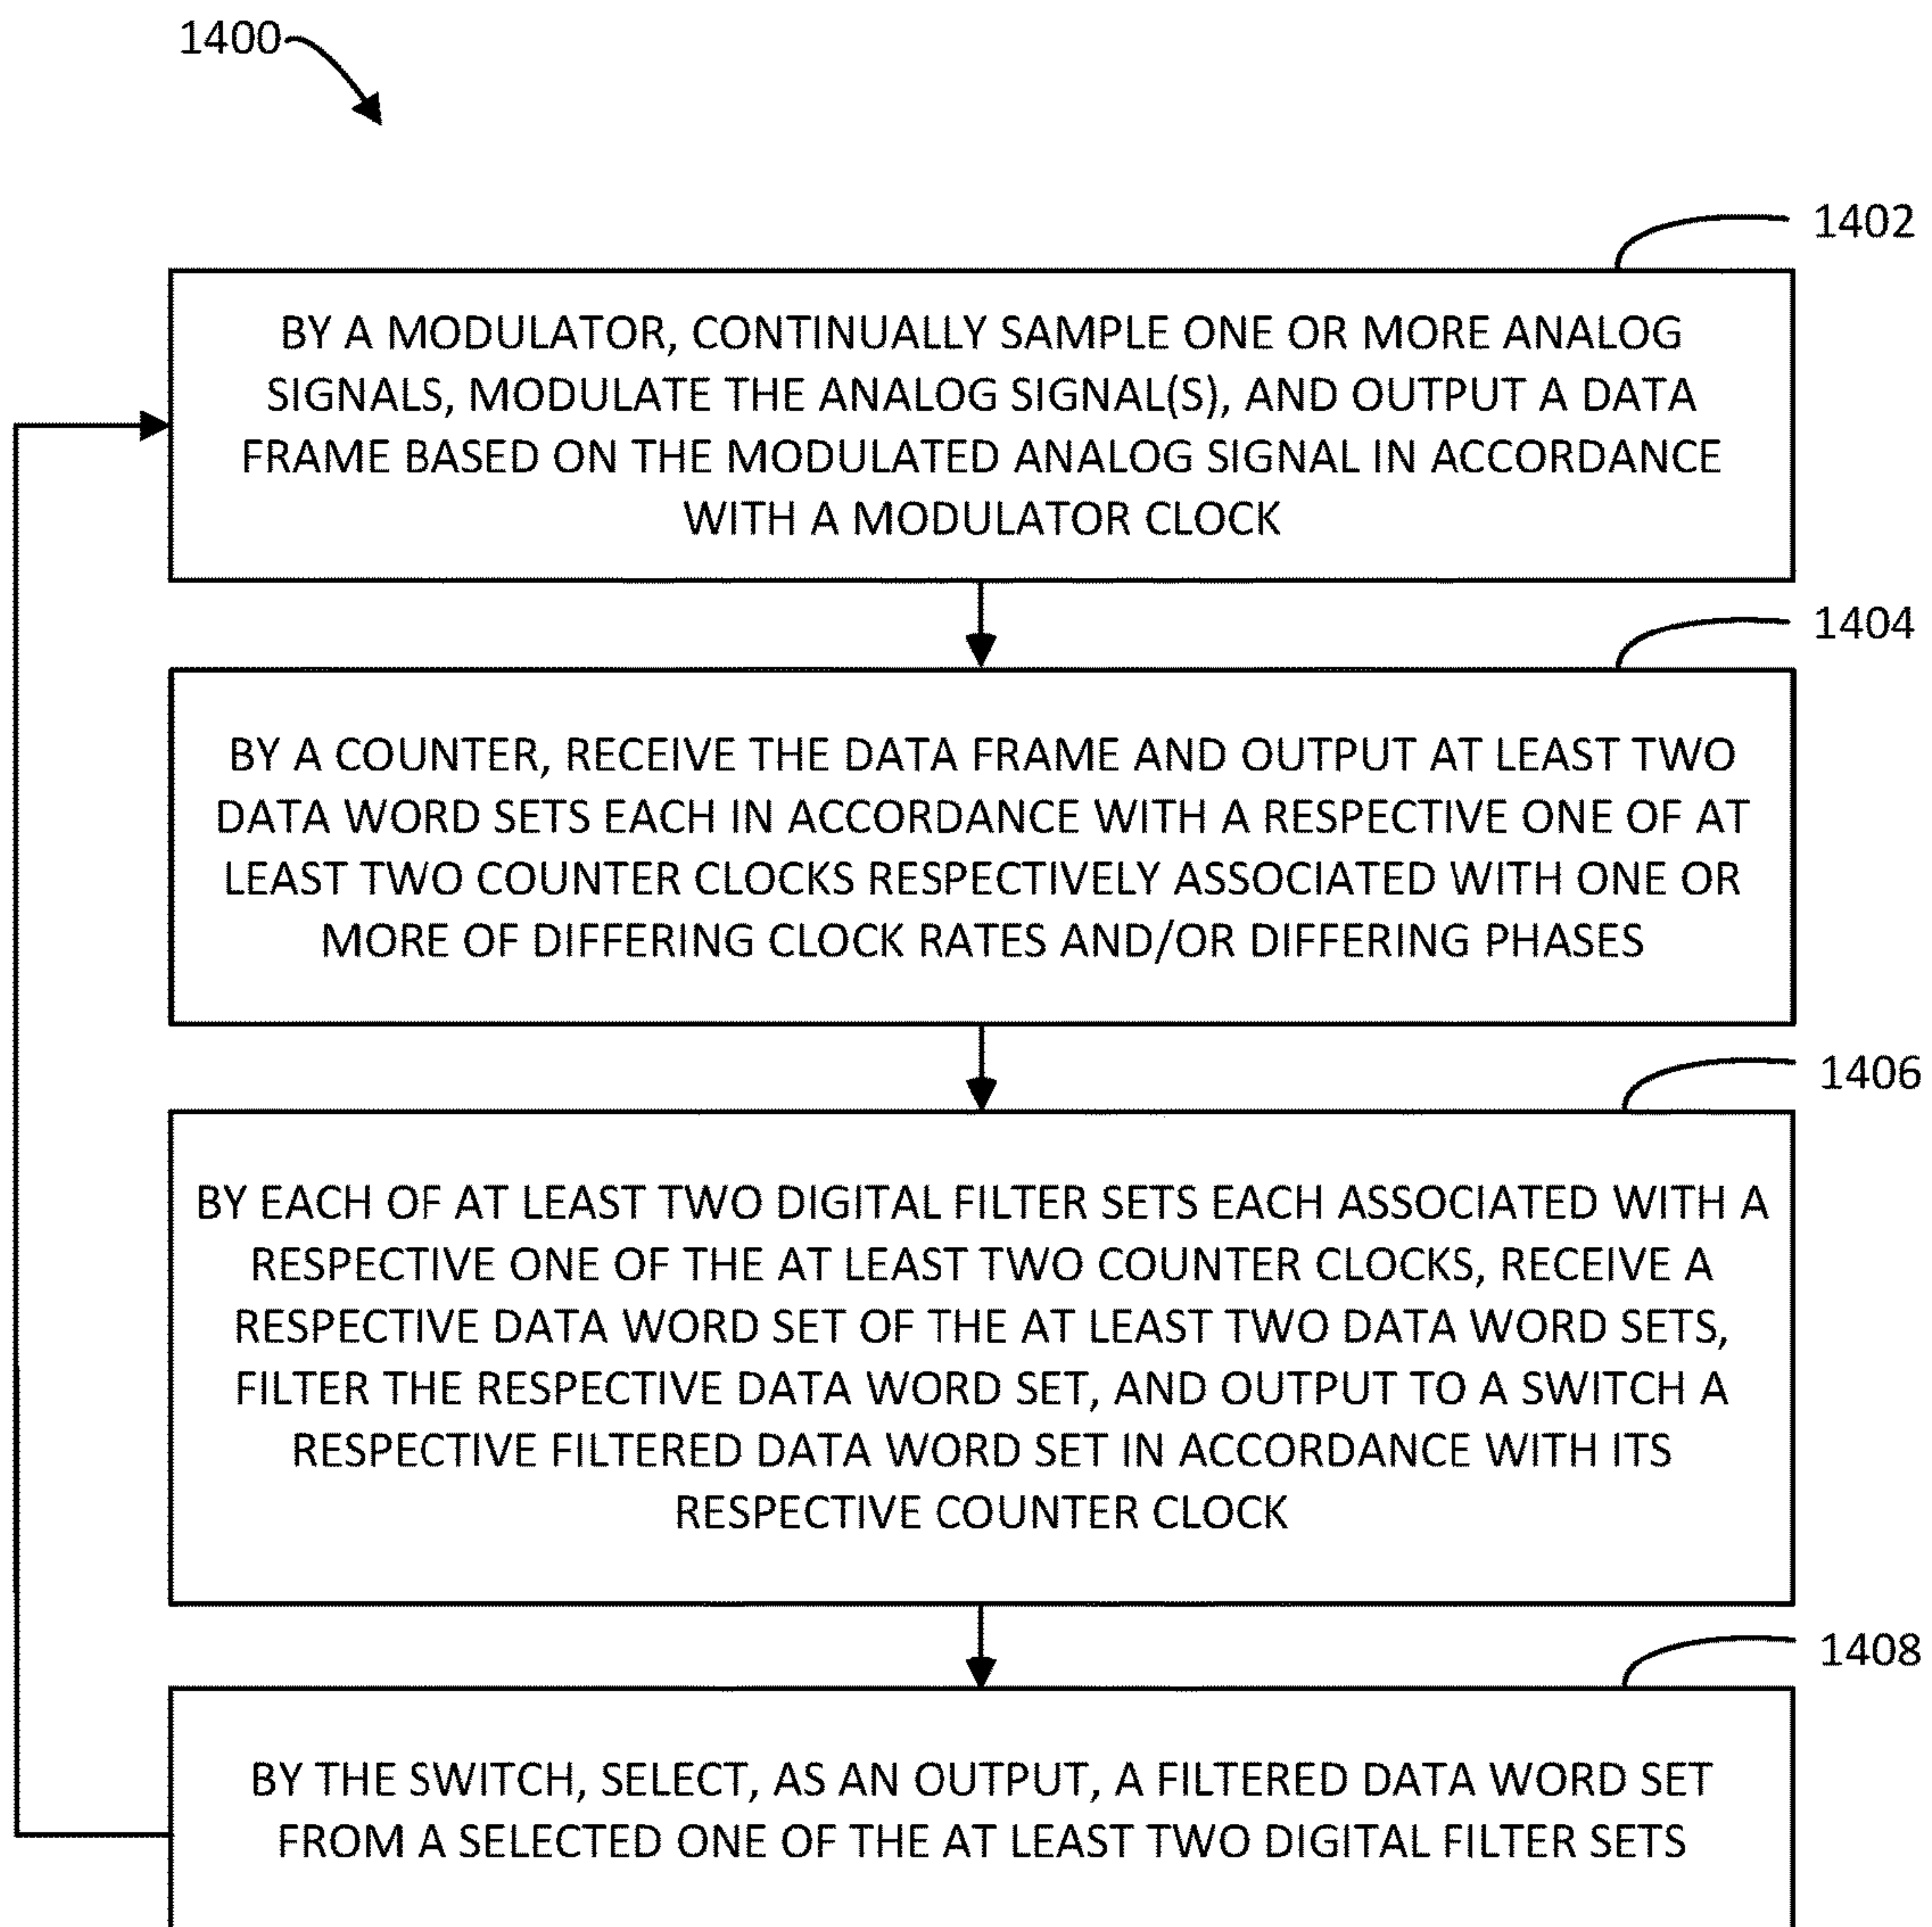 1400
1402
BY A MODULATOR, CONTINUALLY SAMPLE ONE OR MORE ANALOG
SIGNALS, MODULATE THE ANALOG SIGNAL(S), AND OUTPUT A DATA
FRAME BASED ON THE MODULATED ANALOG SIGNAL IN ACCORDANCE
WITH A MODULATOR CLOCK
1404
BY A COUNTER, RECEIVE THE DATA FRAME AND OUTPUT AT LEAST TWO
DATA WORD SETS EACH IN ACCORDANCE WITH A RESPECTIVE ONE OF AT
LEAST TWO COUNTER CLOCKS RESPECTIVELY ASSOCIATED WITH ONE OR
MORE OF DIFFERING CLOCK RATES AND/OR DIFFERING PHASES
1406
BY EACH OF AT LEAST TWO DIGITAL FILTER SETS EACH ASSOCIATED WITH A
RESPECTIVE ONE OF THE AT LEAST TWO COUNTER CLOCKS, RECEIVE A
RESPECTIVE DATA WORD SET OF THE AT LEAST TWO DATA WORD SETS,
FILTER THE RESPECTIVE DATA WORD SET, AND OUTPUT TO A SWITCH A
RESPECTIVE FILTERED DATA WORD SET IN ACCORDANCE WITH ITS
RESPECTIVE COUNTER CLOCK
1408
BY THE SWITCH, SELECT, AS AN OUTPUT, A FILTERED DATA WORD SET
FROM A SELECTED ONE OF THE AT LEAST TWO DIGITAL FILTER SETS